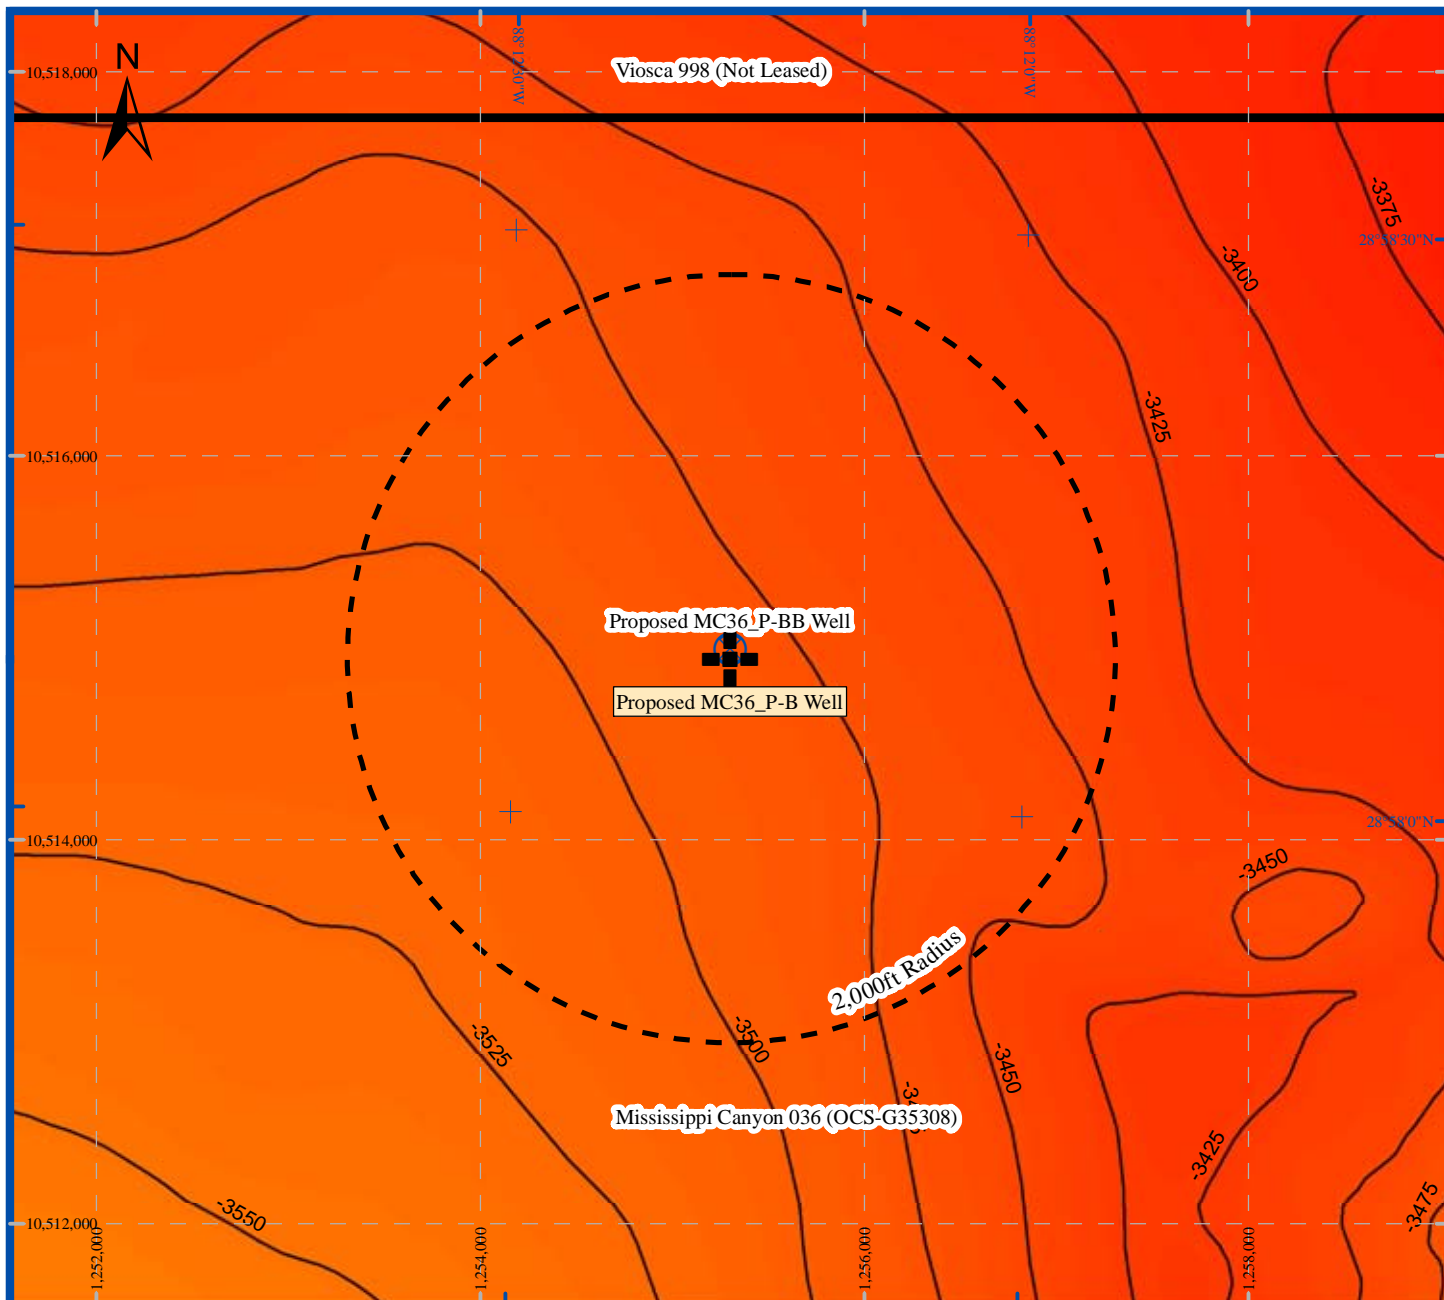 N
88°12'30"W
88°12'0"W
Viosca 998 (Not Leased)
10,518,000
-3375
28°58'30"N
-3400
-3425
10,516,000
Proposed MC36_P-BB Well
Proposed MC36_P-B Well
28°58'0"N
10,514,000
-3450
2,000ft Radius
-3525
-3500
-3450
Mississippi Canyon 036 (OCS-G35308)
-3425
-3550
-3475
10,512,000
1,252,000
1,254,000
1,256,000
1,258,000